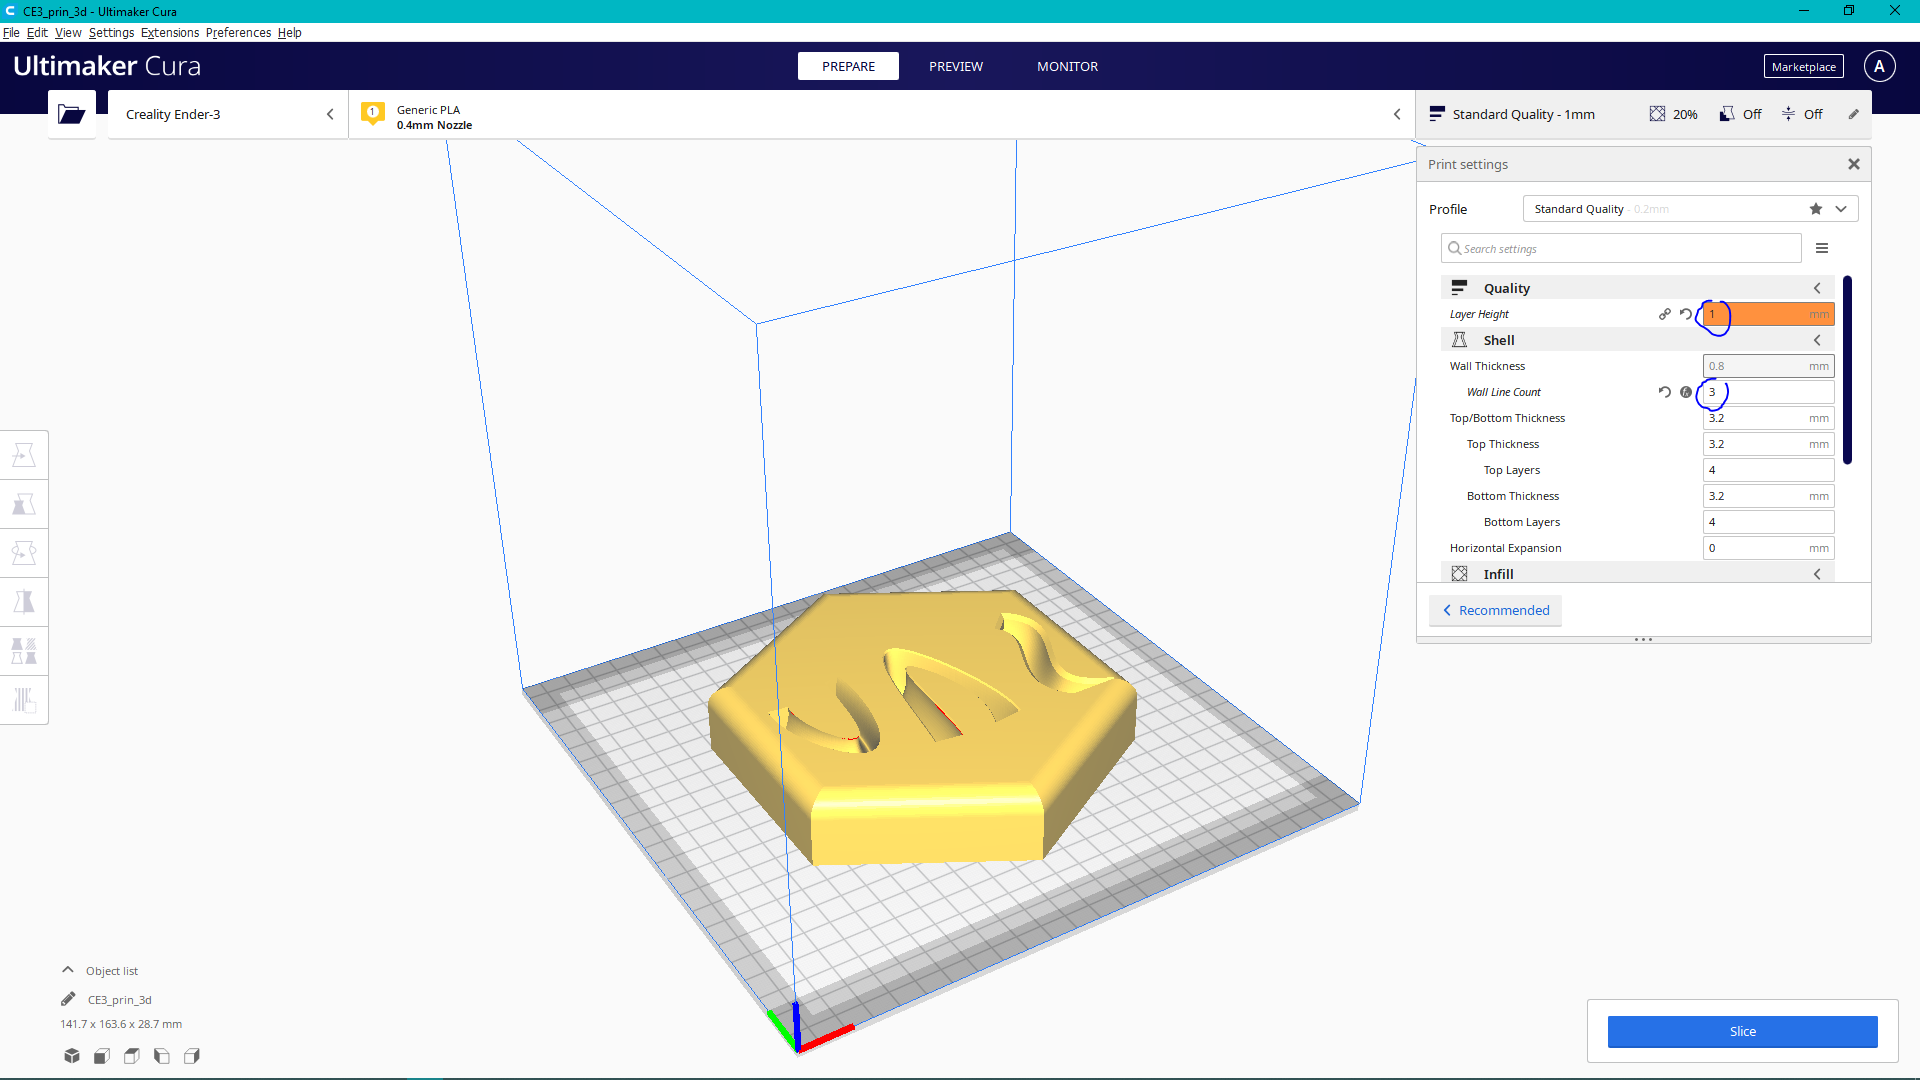 CE3_prin_3d - Ultimaker Cura
File Edit View Settings Extensions Preferences Help
Ultimaker Cura
PREPARE PREVIEW MONITOR
Marketplace A
Creality Ender-3
1 Generic PLA
0.4mm Nozzle
Standard Quality - 1mm 20% Off Off
Print settings
Profile Standard Quality - 0.2mm
Search settings
Quality
Layer Height 1 mm
Shell
Wall Thickness 0.8 mm
Wall Line Count 3
Top/Bottom Thickness 3.2 mm
Top Thickness 3.2 mm
Top Layers 4
Bottom Thickness 3.2 mm
Bottom Layers 4
Horizontal Expansion 0 mm
Infill
Recommended
Object list
CE3_prin_3d
141.7 x 163.6 x 28.7 mm
Slice